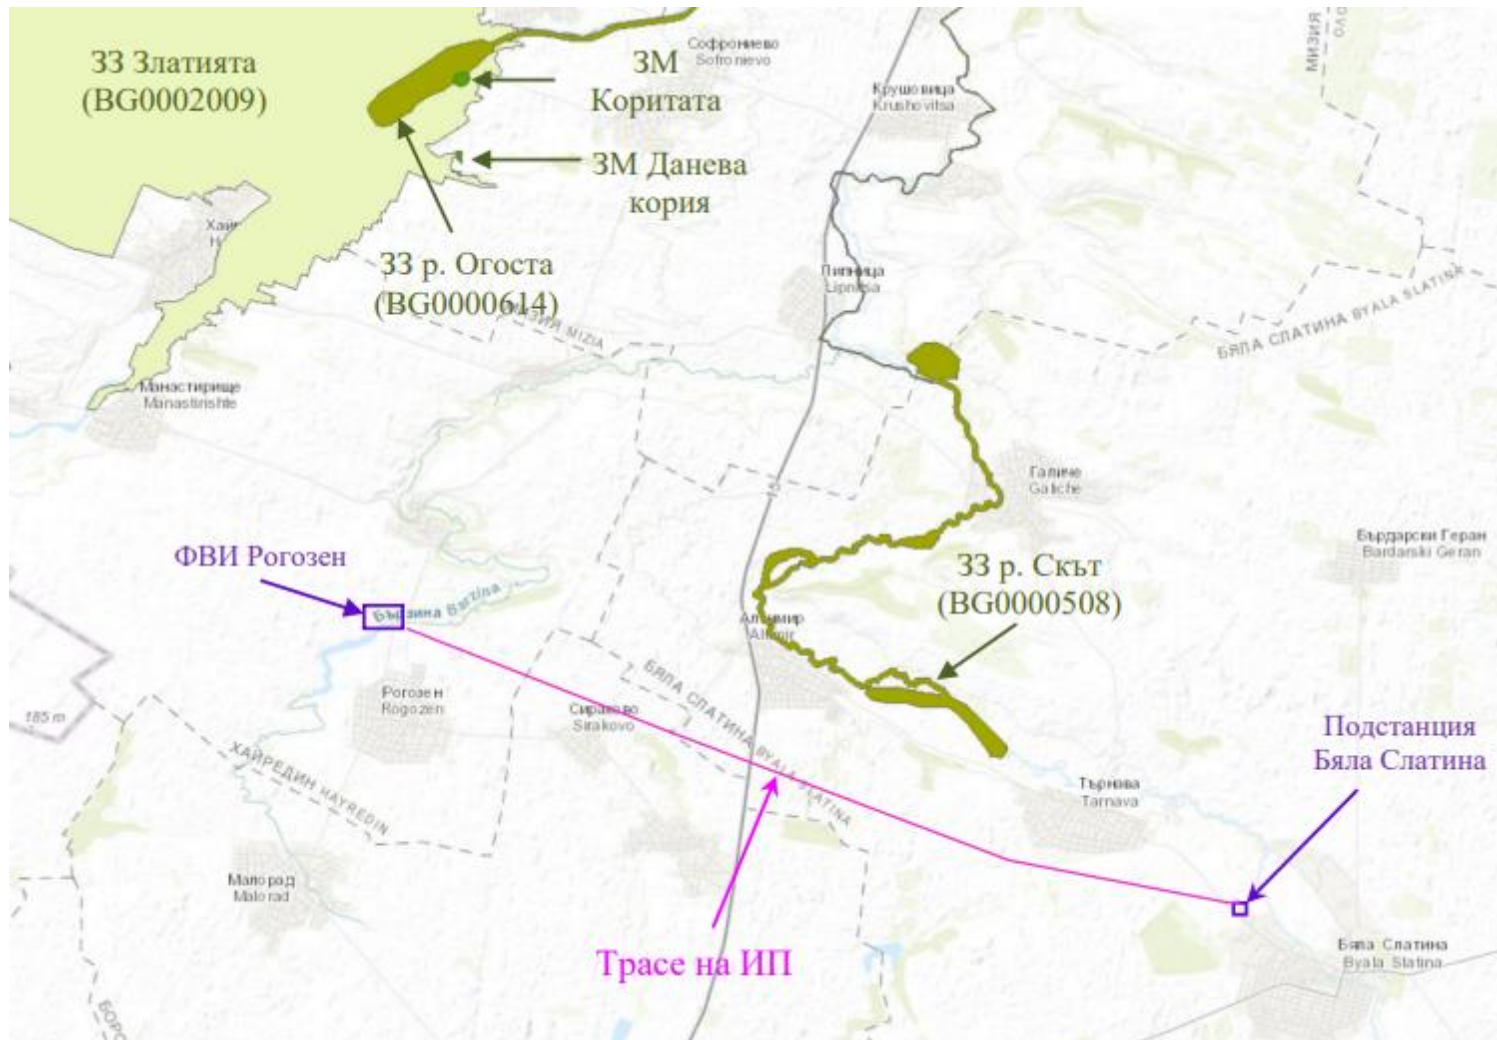 ЗЗ Златията
(BG0002009)
ЗМ
Коритата
Софрониево
Sofronievo
Крушовица
Krushovitsa
МИЗИЯ
ЗМ Данева
кория
ЗЗ р. Огоста
(BG0000614)
МИЗИЯ MIZIA
Липница
Lipnitsa
БЯЛА СЛАТИНА BYALA SLATINA
Манастирище
Manastirishte
Галиче
Galiche
15
Бърдарски Геран
Bardarski Geran
ФВИ Рогозен
Бързина Barzina
ЗЗ р. Скът
(BG0000508)
Алтимир
Altimir
БЯЛА СЛАТИНА BYALA SLATINA
Рогозен
Rogozen
Сираково
Sirakovo
185 m
ХАЙРЕДИН HAYREDIN
Подстанция
Бяла Слатина
Търнава
Tarnava
Малорад
Malorad
Трасе на ИП
Бяла Слатина
Byala Slatina